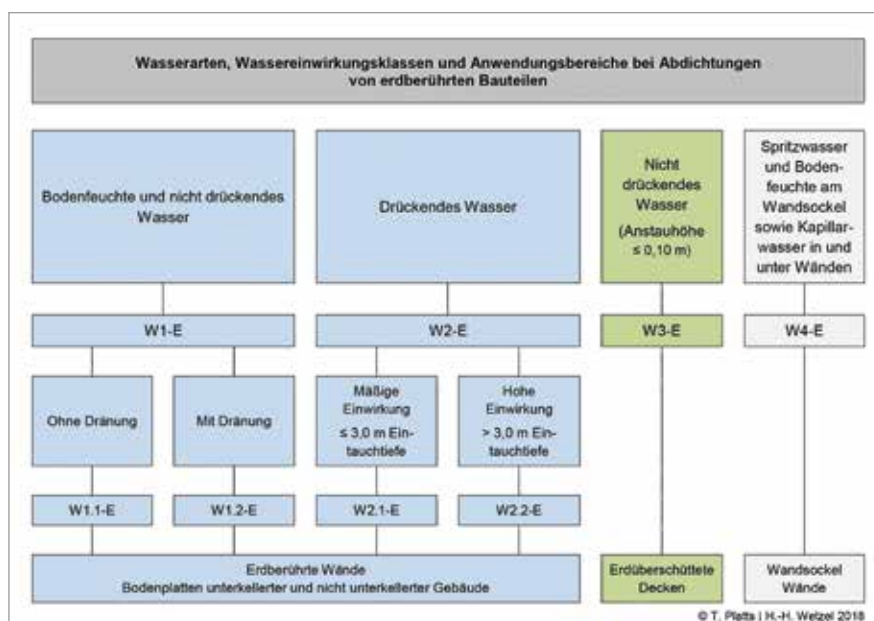 Wasserarten, Wassereinwirkungsklassen und Anwendungsbereiche bei Abdichtungen
von erdberührten Bauteilen
Bodenfeuchte und nicht drückendes
Wasser
Drückendes Wasser
Nicht
drückendes
Wasser
(Anstauhöhe
≤ 0,10 m)
Spritzwasser
und Boden-
feuchte am
Wandsockel
sowie Kapillar-
wasser in und
unter Wänden
W1-E
W2-E
W3-E
W4-E
Ohne Dränung
Mit Dränung
Mäßige
Einwirkung
≤ 3,0 m Ein-
tauchtiefe
Hohe
Einwirkung
> 3,0 m Ein-
tauchtiefe
W1.1-E
W1.2-E
W2.1-E
W2.2-E
Erdberührte Wände
Bodenplatten unterkellerter und nicht unterkellerter Gebäude
Erdüberschüttete
Decken
Wandsockel
Wände
© T. Platts | H.-H. Wetzel 2018